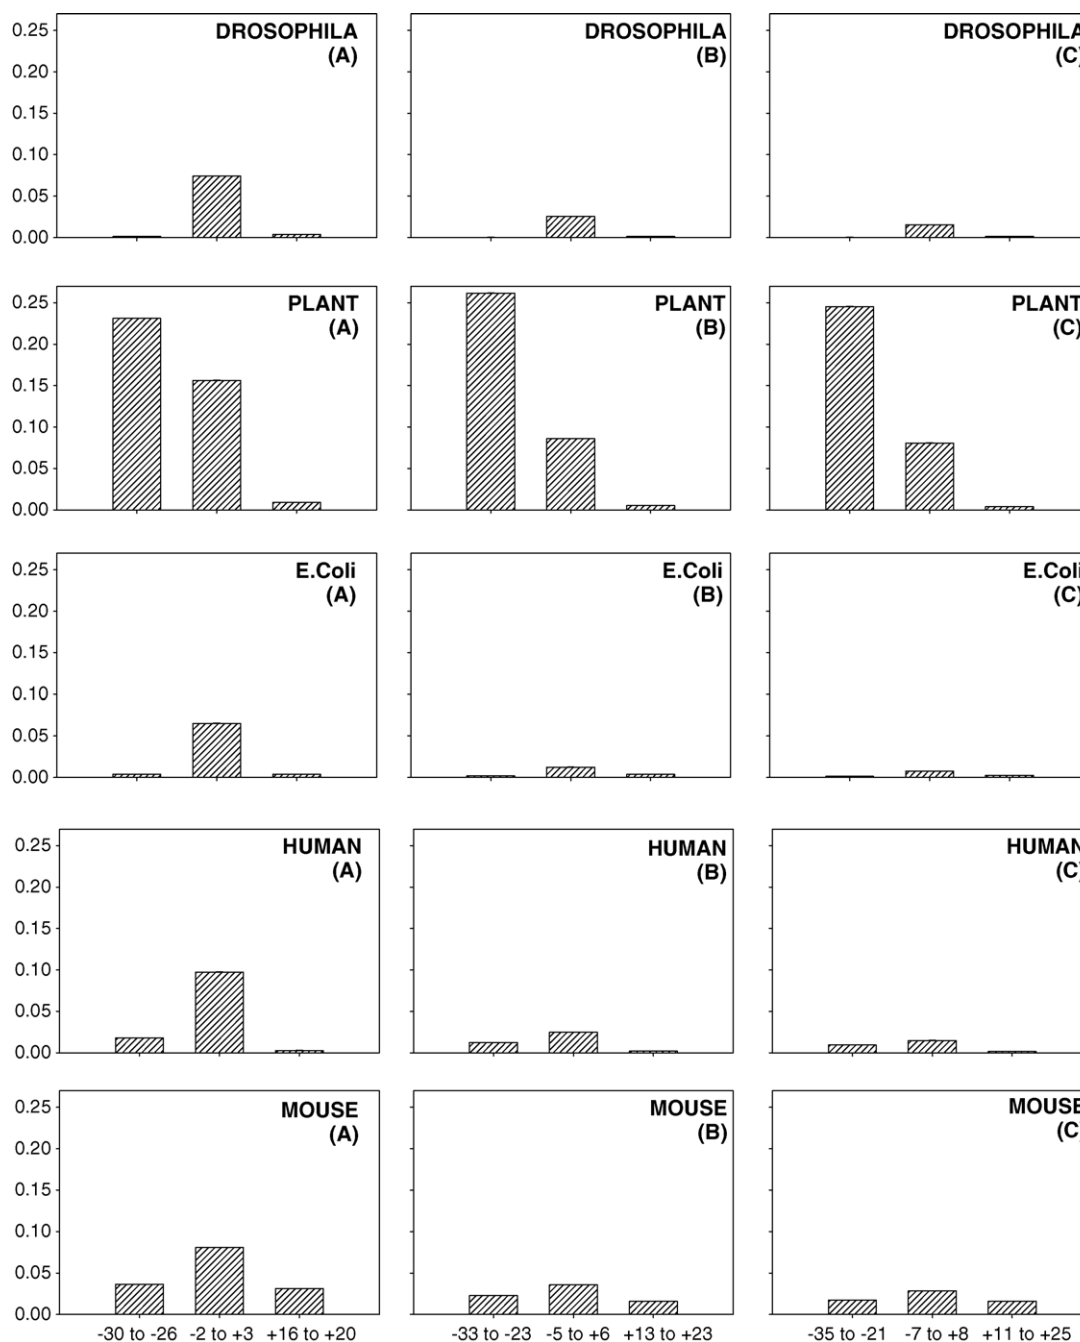 DROSOPHILA
(A)
0.25
0.20
0.15
0.10
0.05
0.00
DROSOPHILA
(B)
DROSOPHILA
(C)
PLANT
(A)
0.25
0.20
0.15
0.10
0.05
0.00
PLANT
(B)
PLANT
(C)
E.Coli
(A)
0.25
0.20
0.15
0.10
0.05
0.00
E.Coli
(B)
E.Coli
(C)
HUMAN
(A)
0.25
0.20
0.15
0.10
0.05
0.00
HUMAN
(B)
HUMAN
(C)
MOUSE
(A)
0.25
0.20
0.15
0.10
0.05
0.00
MOUSE
(B)
MOUSE
(C)
-30 to -26 -2 to +3 +16 to +20
-33 to -23 -5 to +6 +13 to +23
-35 to -21 -7 to +8 +11 to +25